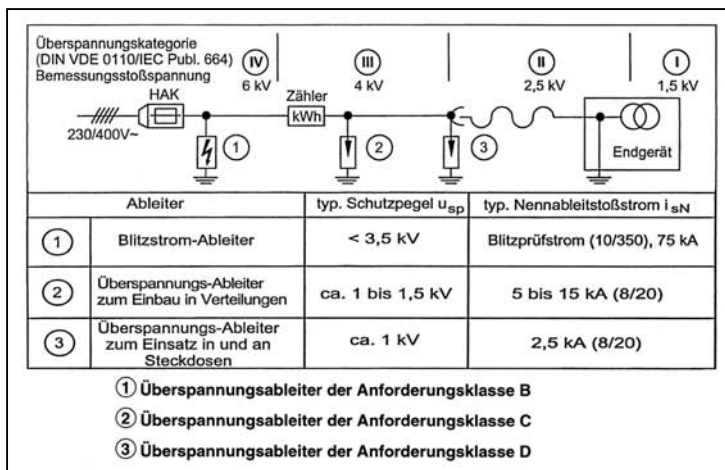 Überspannungskategorie
(DIN VDE 0110/IEC Publ. 664)
Bemessungsstoßspannung
IV III II I
6 kV 4 kV 2,5 kV 1,5 kV
HAK
Zähler
kWh
230/400V~
1 2 3
Endgerät
Ableiter typ. Schutzpegel usp typ. Nennableitstoßstrom isN
1 Blitzstrom-Ableiter < 3,5 kV Blitzprüfstrom (10/350), 75 kA
2 Überspannungs-Ableiter
zum Einbau in Verteilungen ca. 1 bis 1,5 kV 5 bis 15 kA (8/20)
3 Überspannungs-Ableiter
zum Einsatz in und an
Steckdosen ca. 1 kV 2,5 kA (8/20)
① Überspannungsableiter der Anforderungsklasse B
② Überspannungsableiter der Anforderungsklasse C
③ Überspannungsableiter der Anforderungsklasse D